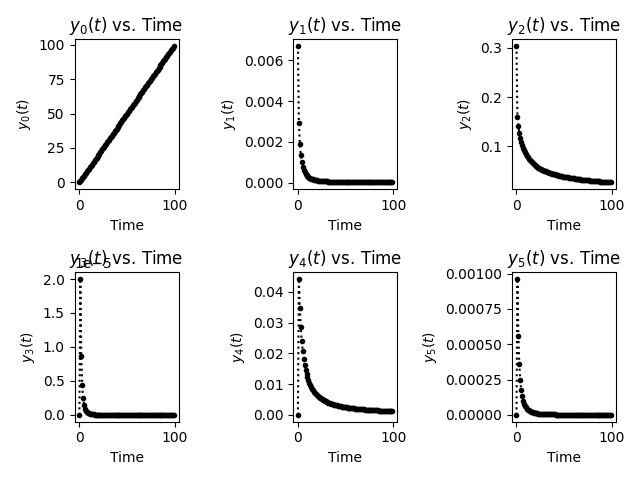 y₀(t) vs. Time
y₁(t) vs. Time
y₂(t) vs. Time
100
75
50
25
0
y₀(t)
0
100
Time
0.006
0.004
0.002
0.000
y₁(t)
0
100
Time
0.3
0.2
0.1
y₂(t)
0
100
Time
y₃(t) vs. Time
1e−5
y₄(t) vs. Time
y₅(t) vs. Time
2.0
1.5
1.0
0.5
0.0
y₃(t)
0
100
Time
0.04
0.03
0.02
0.01
0.00
y₄(t)
0
100
Time
0.00100
0.00075
0.00050
0.00025
0.00000
y₅(t)
0
100
Time